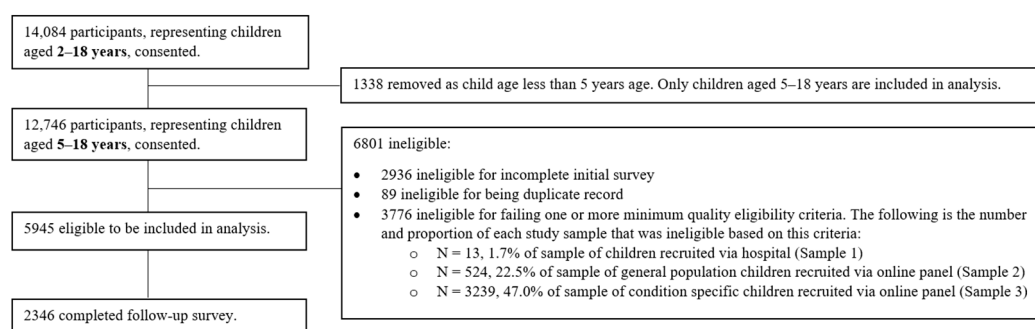 14,084 participants, representing children
aged 2–18 years, consented.
1338 removed as child age less than 5 years age. Only children aged 5–18 years are included in analysis.
12,746 participants, representing children
aged 5–18 years, consented.
6801 ineligible:
• 2936 ineligible for incomplete initial survey
• 89 ineligible for being duplicate record
• 3776 ineligible for failing one or more minimum quality eligibility criteria. The following is the number
and proportion of each study sample that was ineligible based on this criteria:
o N = 13, 1.7% of sample of children recruited via hospital (Sample 1)
o N = 524, 22.5% of sample of general population children recruited via online panel (Sample 2)
o N = 3239, 47.0% of sample of condition specific children recruited via online panel (Sample 3)
5945 eligible to be included in analysis.
2346 completed follow-up survey.